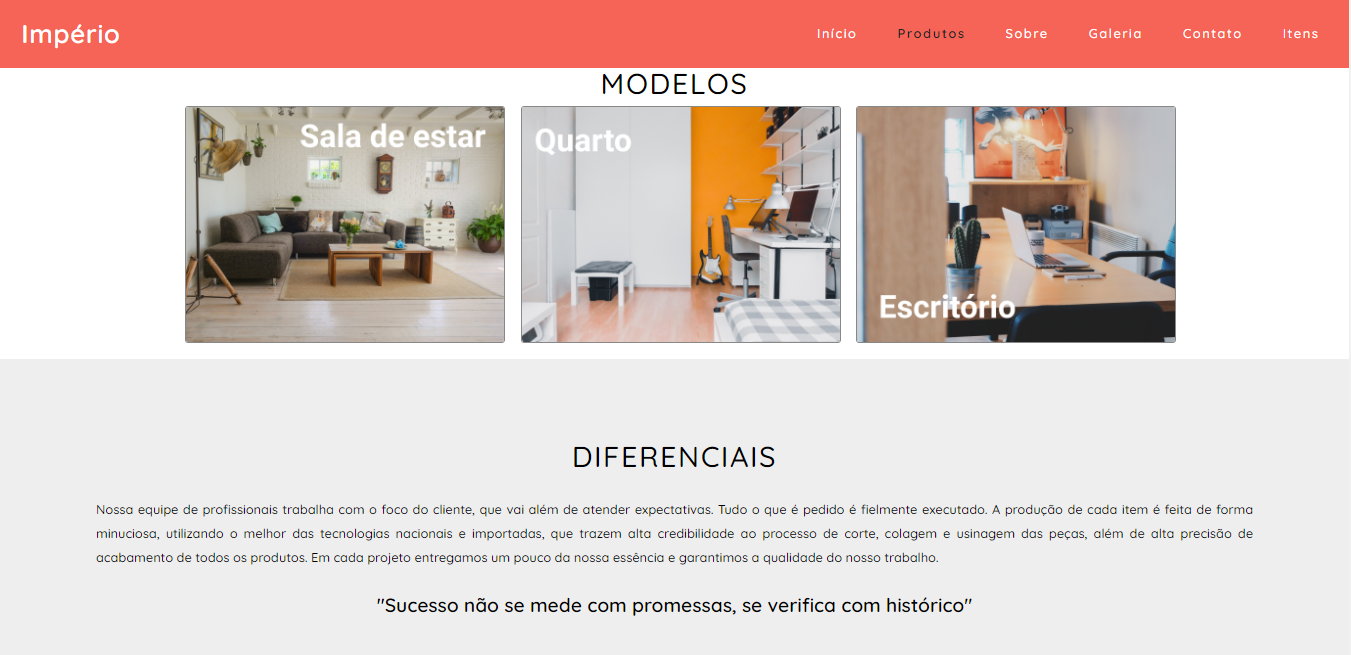 Império
Início Produtos Sobre Galeria Contato Itens
MODELOS
Sala de estar
Quarto
Escritório
DIFERENCIAIS
Nossa equipe de profissionais trabalha com o foco do cliente, que vai além de atender expectativas. Tudo o que é pedido é fielmente executado. A produção de cada item é feita de forma
minuciosa, utilizando o melhor das tecnologias nacionais e importadas, que trazem alta credibilidade ao processo de corte, colagem e usinagem das peças, além de alta precisão de
acabamento de todos os produtos. Em cada projeto entregamos um pouco da nossa essência e garantimos a qualidade do nosso trabalho.
"Sucesso não se mede com promessas, se verifica com histórico"